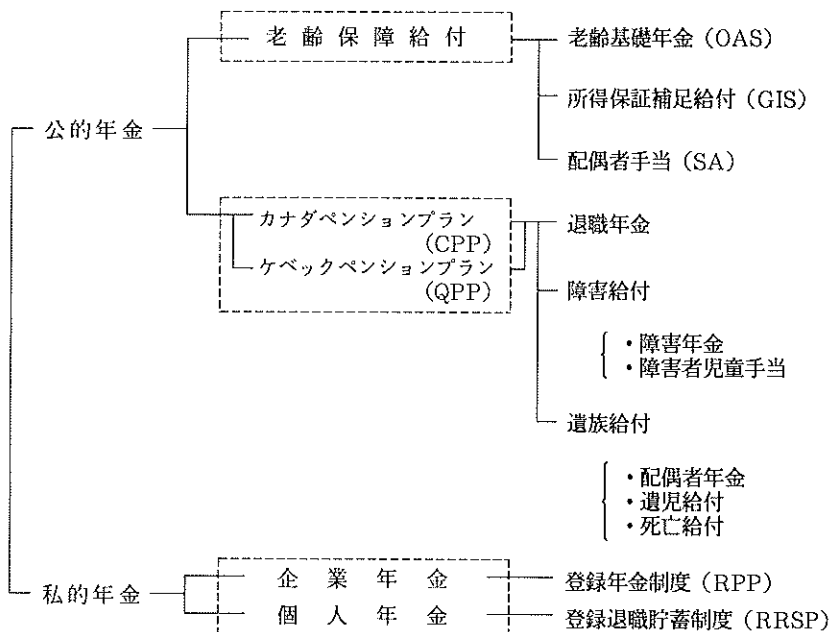 老齢保障給付
老齢基礎年金（OAS）
所得保証補足給付（GIS）
公的年金
配偶者手当（SA）
カナダペンションプラン
（CPP）
ケベックペンションプラン
（QPP）
退職年金
障害給付
・障害年金
・障害者児童手当
遺族給付
・配偶者年金
・遺児給付
・死亡給付
私的年金
企業年金
登録年金制度（RPP）
個人年金
登録退職貯蓄制度（RRSP）